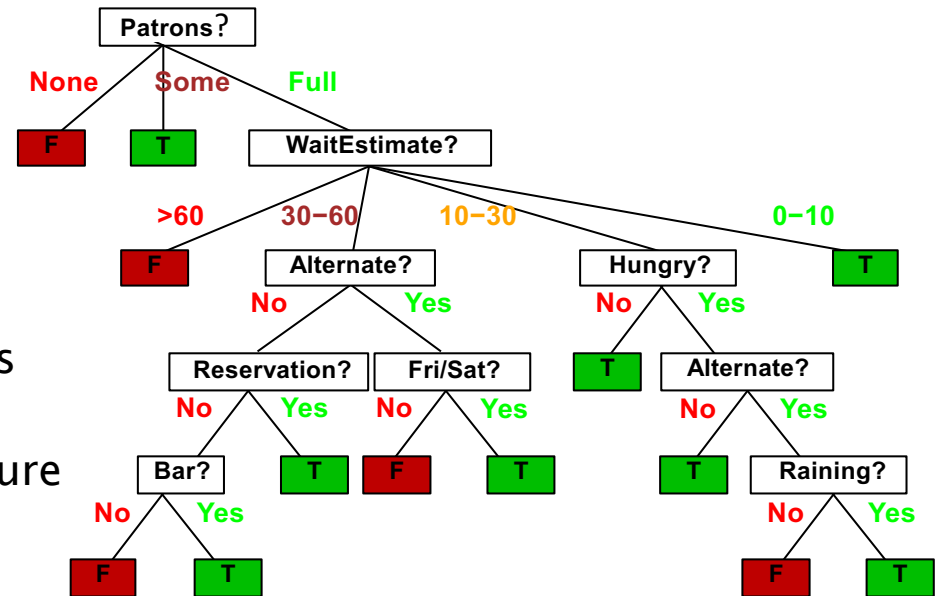 Patrons?
None Some Full
F T WaitEstimate?
>60 30−60 10−30 0−10
F Alternate? Hungry? T
No Yes No Yes
s
Reservation? Fri/Sat? T Alternate?
No Yes No Yes No Yes
ure
Bar? T F T T Raining?
No Yes No Yes
F T F T